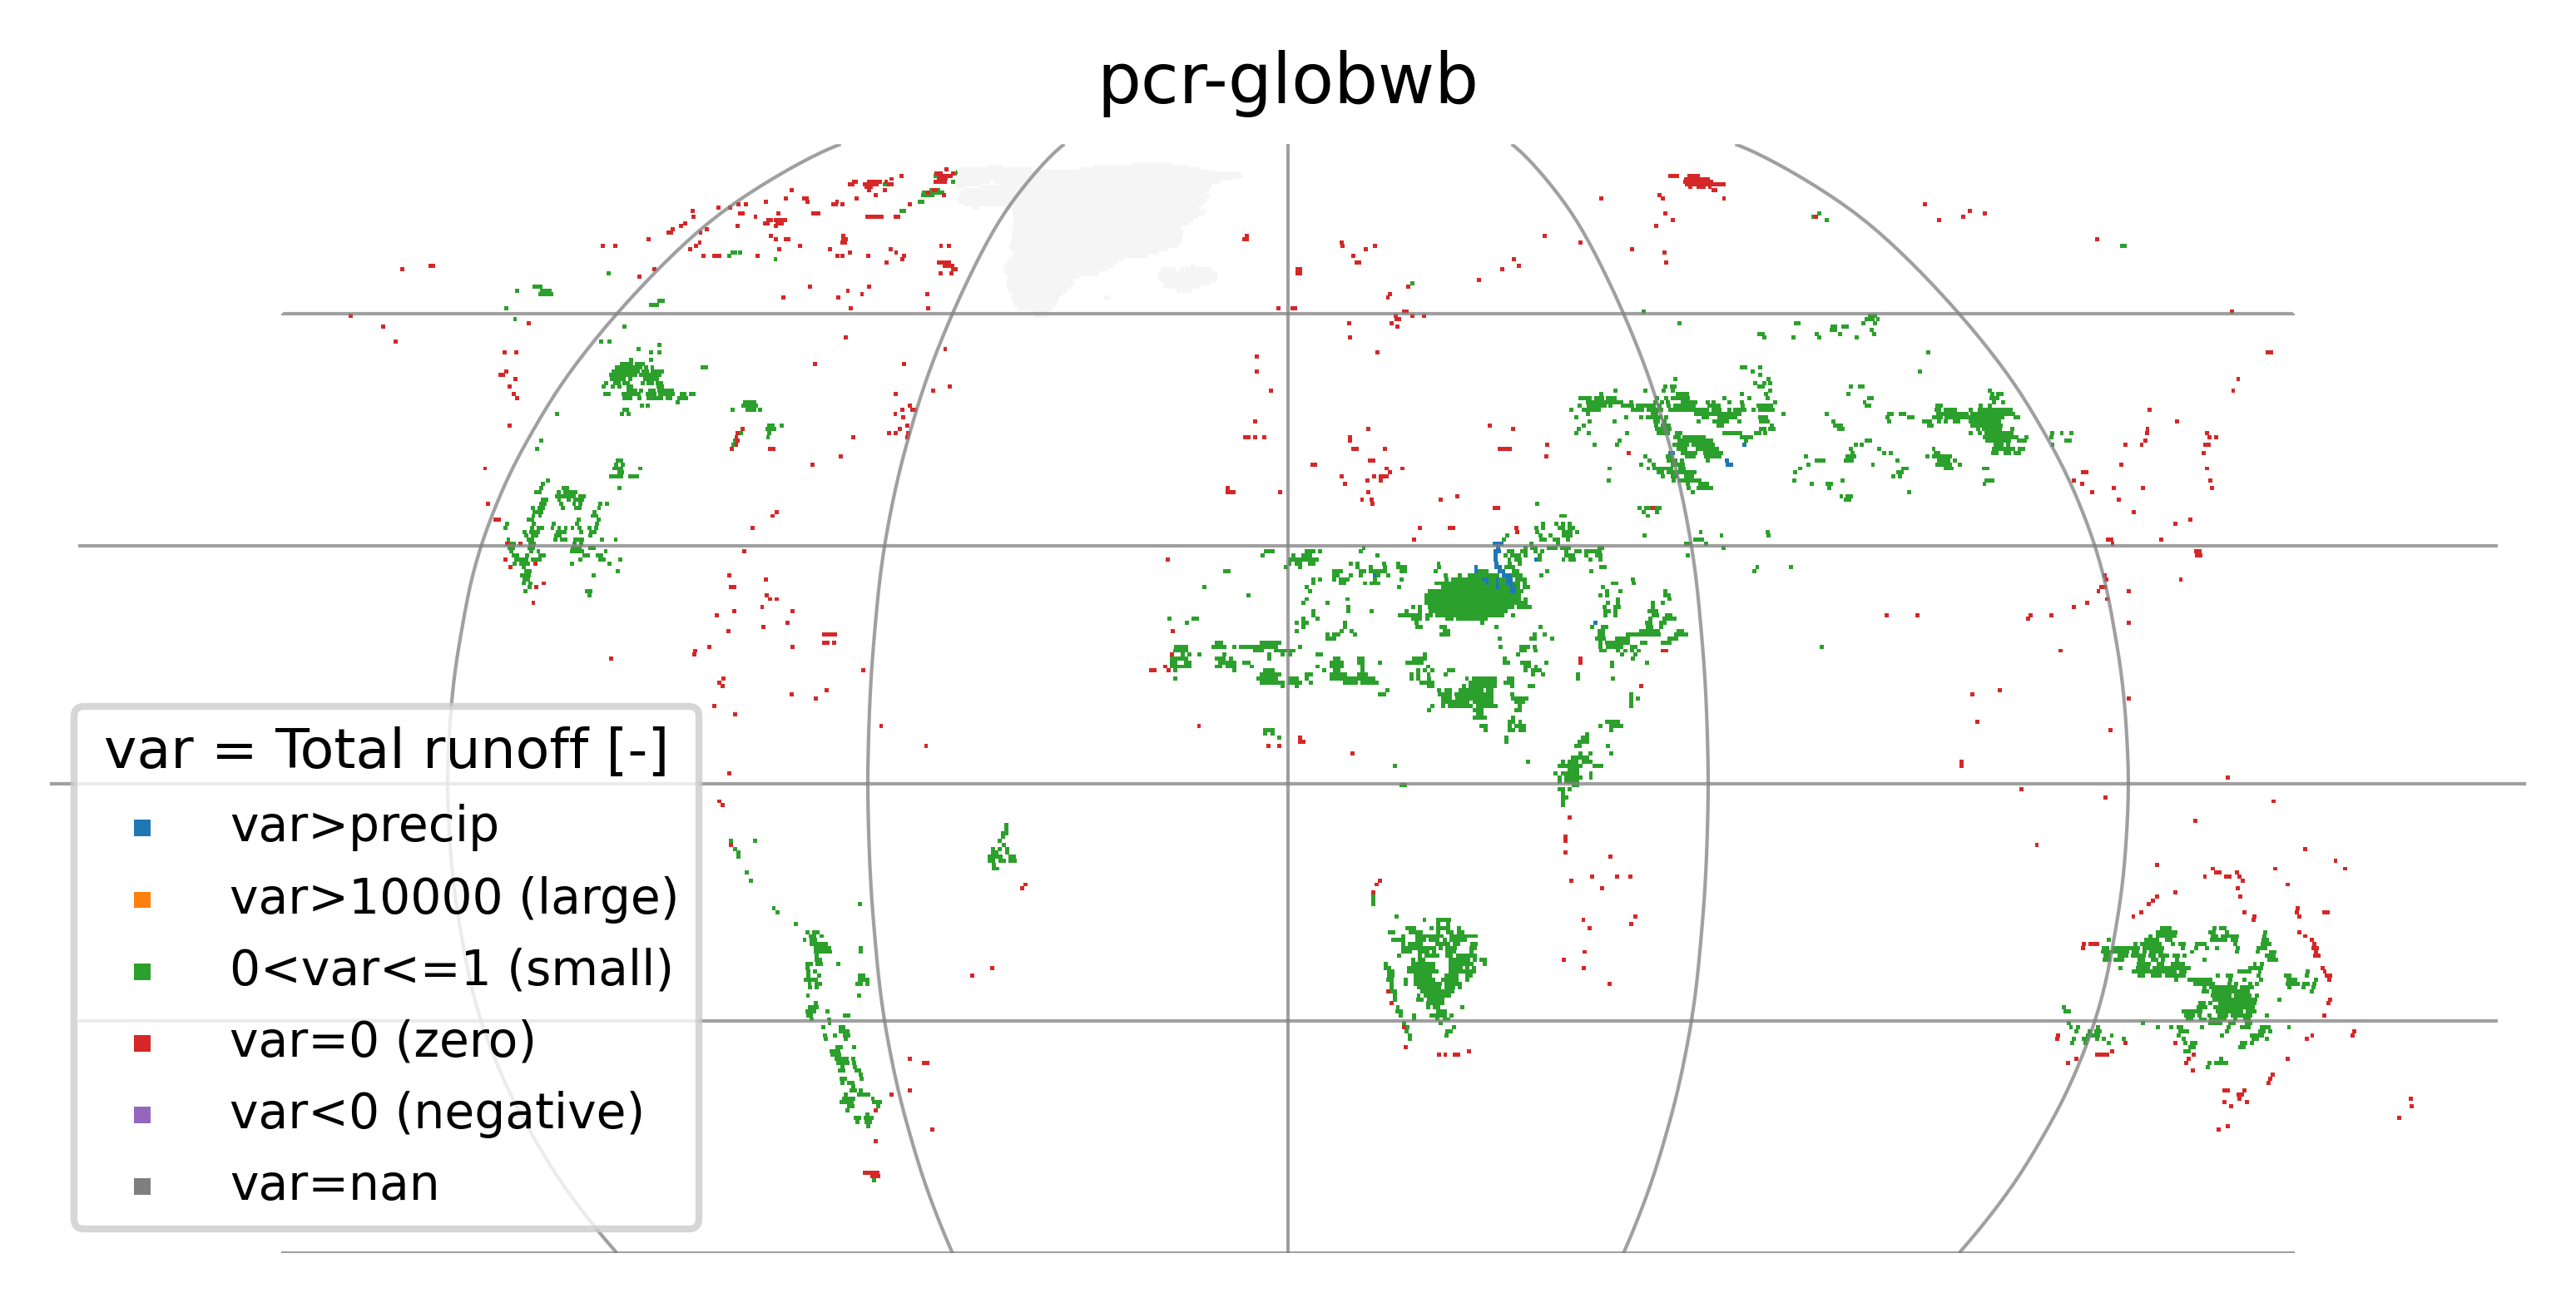 pcr-globwb
var = Total runoff [-]
var>precip
var>10000 (large)
0<var<=1 (small)
var=0 (zero)
var<0 (negative)
var=nan